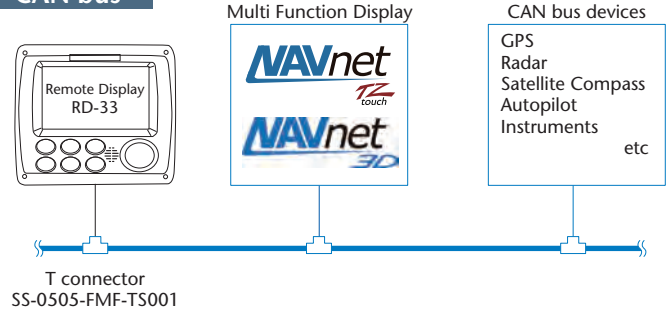 CAN bus
Multi Function Display
CAN bus devices
Remote Display
RD-33
NAVnet
TZ
touch
NAVnet
3D
GPS
Radar
Satellite Compass
Autopilot
Instruments
etc
T connector
SS-0505-FMF-TS001